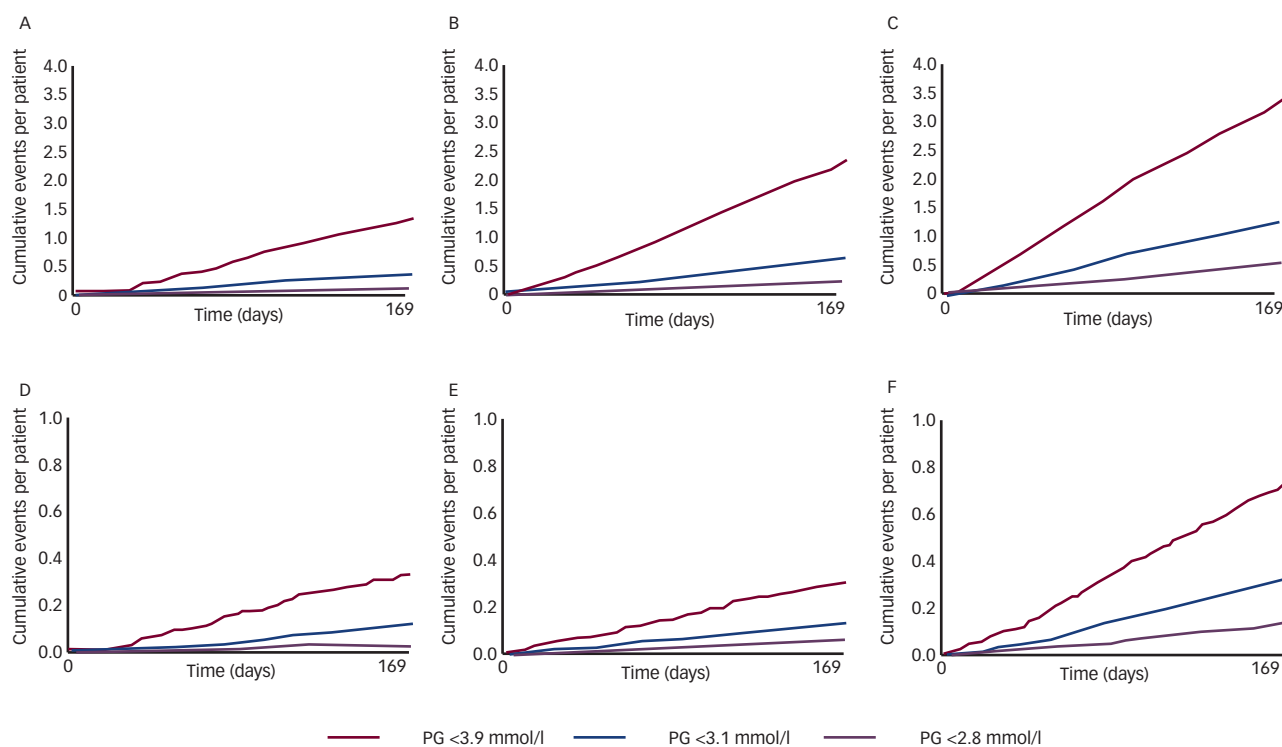 A
Cumulative events per patient
4.0
3.5
3.0
2.5
2.0
1.5
1.0
0.5
0
0
169
Time (days)
B
Cumulative events per patient
4.0
3.5
3.0
2.5
2.0
1.5
1.0
0.5
0
0
169
Time (days)
C
Cumulative events per patient
4.0
3.5
3.0
2.5
2.0
1.5
1.0
0.5
0.0
0
169
Time (days)
D
Cumulative events per patient
1.0
0.8
0.6
0.4
0.2
0.0
0
169
Time (days)
E
Cumulative events per patient
1.0
0.8
0.6
0.4
0.2
0.0
0
169
Time (days)
F
Cumulative events per patient
1.0
0.8
0.6
0.4
0.2
0.0
0
169
Time (days)
PG <3.9 mmol/l
PG <3.1 mmol/l
PG <2.8 mmol/l